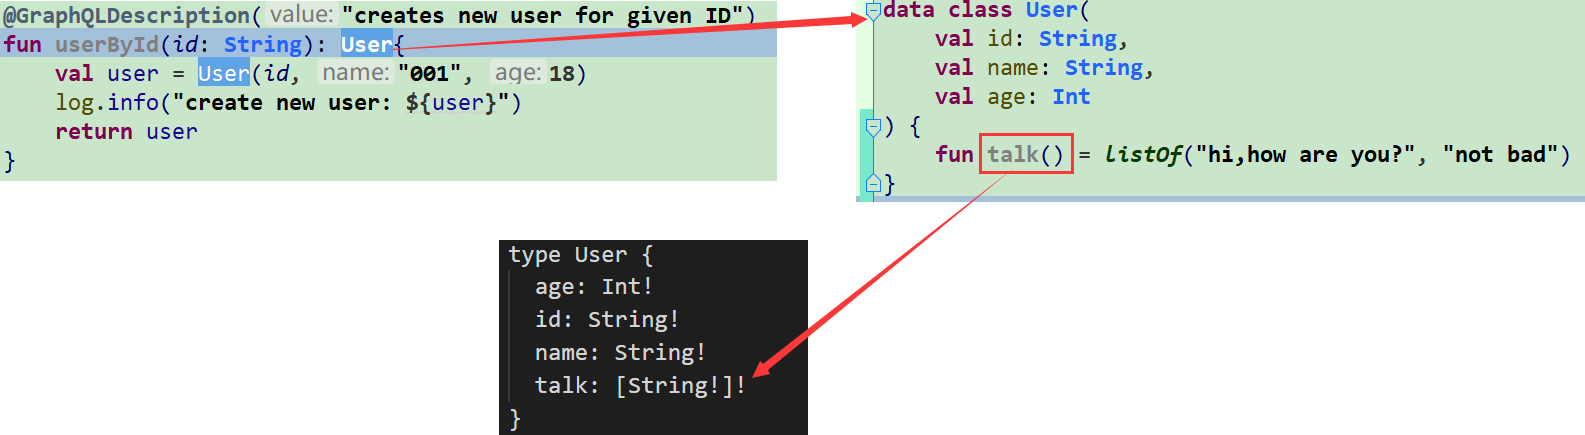 @GraphQLDescription( value: "creates new user for given ID")
fun userById(id: String): User{
val user = User(id, name: "001", age: 18)
log.info("create new user: ${user}")
return user
}
data class User(
val id: String,
val name: String,
val age: Int
) {
fun talk() = listOf("hi,how are you?", "not bad")
}
type User {
age: Int!
id: String!
name: String!
talk: [String!]!
}